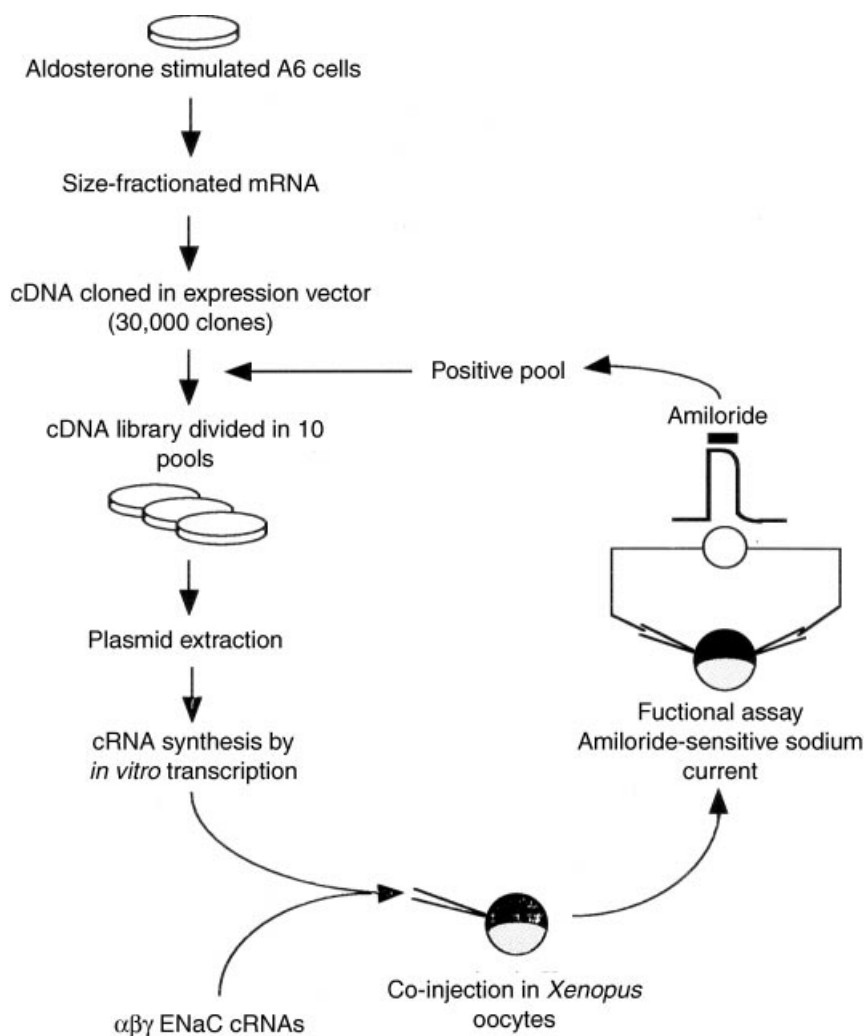 Aldosterone stimulated A6 cells
Size-fractionated mRNA
cDNA cloned in expression vector
(30,000 clones)
Positive pool
Amiloride
cDNA library divided in 10
pools
Plasmid extraction
Fuctional assay
Amiloride-sensitive sodium
current
cRNA synthesis by
in vitro transcription
Co-injection in Xenopus
oocytes
αβγ ENaC cRNAs